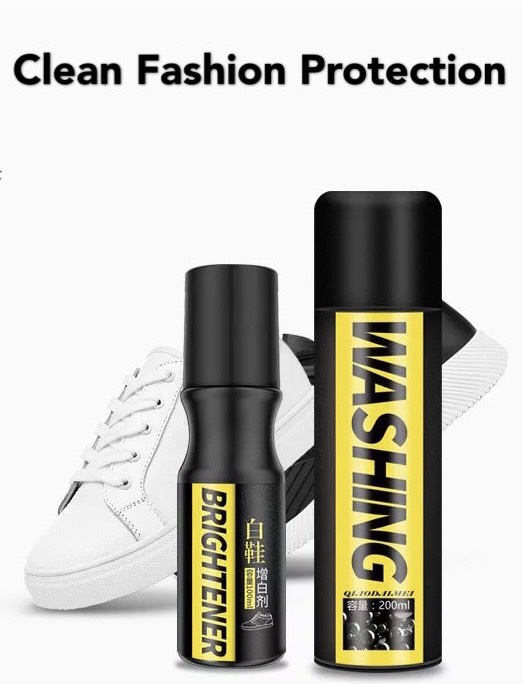 Clean Fashion Protection
WASHING
QIAODAIMEI
容量：200ml
BRIGHTENER
白鞋
增白剂
容量100ml